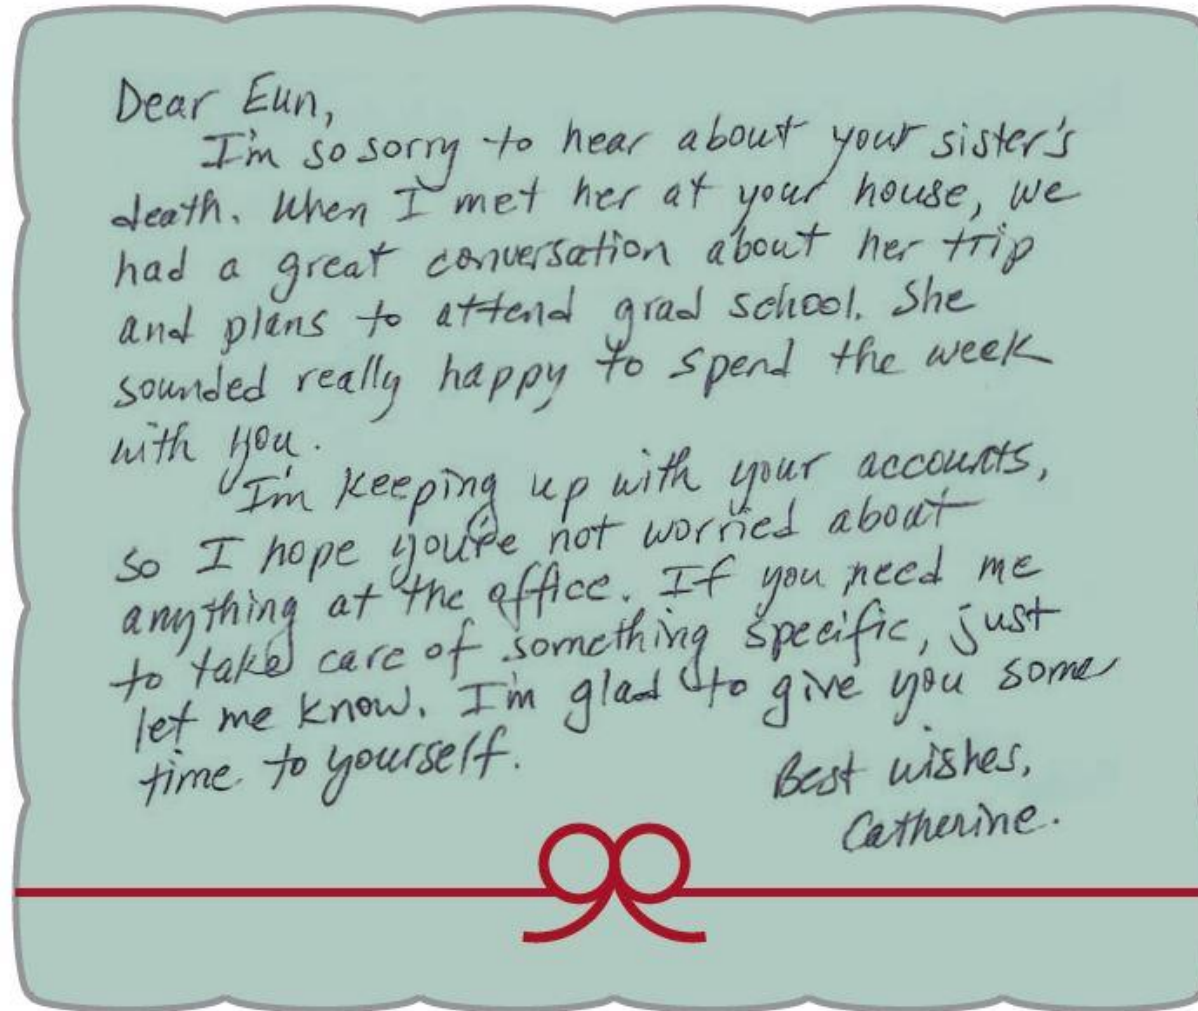 Dear Eun,
I'm so sorry to hear about your sister's
death. When I met her at your house, we
had a great conversation about her trip
and plans to attend grad school. She
sounded really happy to spend the week
with you.
I'm keeping up with your accounts,
so I hope you're not worried about
anything at the office. If you need me
to take care of something specific, just
let me know. I'm glad to give you some
time to yourself.
Best wishes,
Catherine.